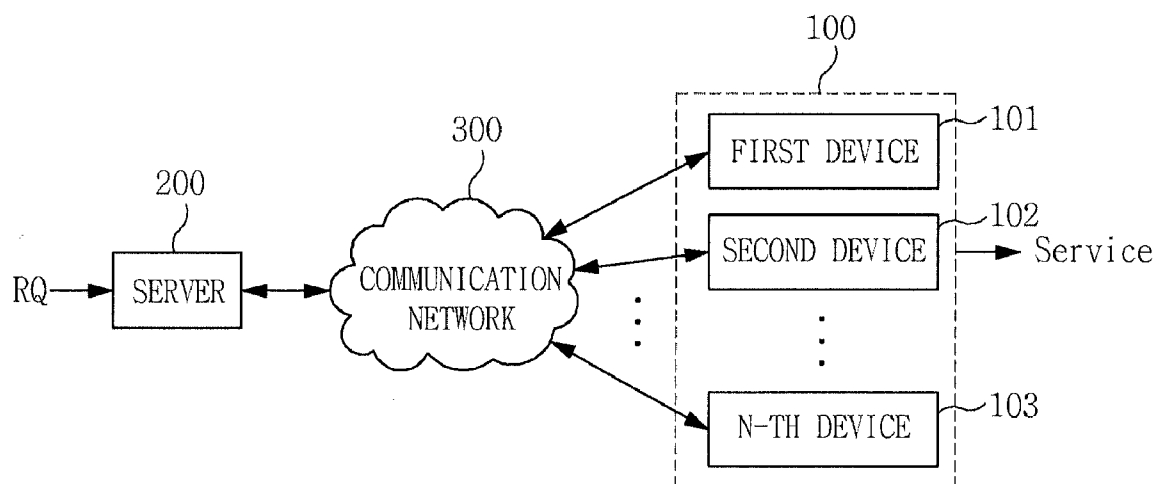 100
101
FIRST DEVICE
300
200
102
SECOND DEVICE
Service
RQ
SERVER
COMMUNICATION
NETWORK
103
N-TH DEVICE